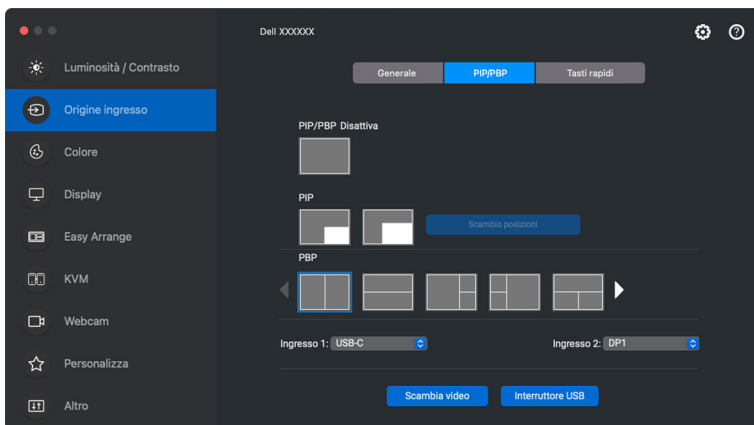 Dell XXXXXX
Luminosità / Contrasto
Origine ingresso
Colore
Display
Easy Arrange
KVM
Webcam
Personalizza
Altro
Generale
PIP/PBP
Tasti rapidi
PIP/PBP Disattiva
PIP
Scambio posizioni
PBP
Ingresso 1: USB-C
Ingresso 2: DP1
Scambia video
Interruttore USB